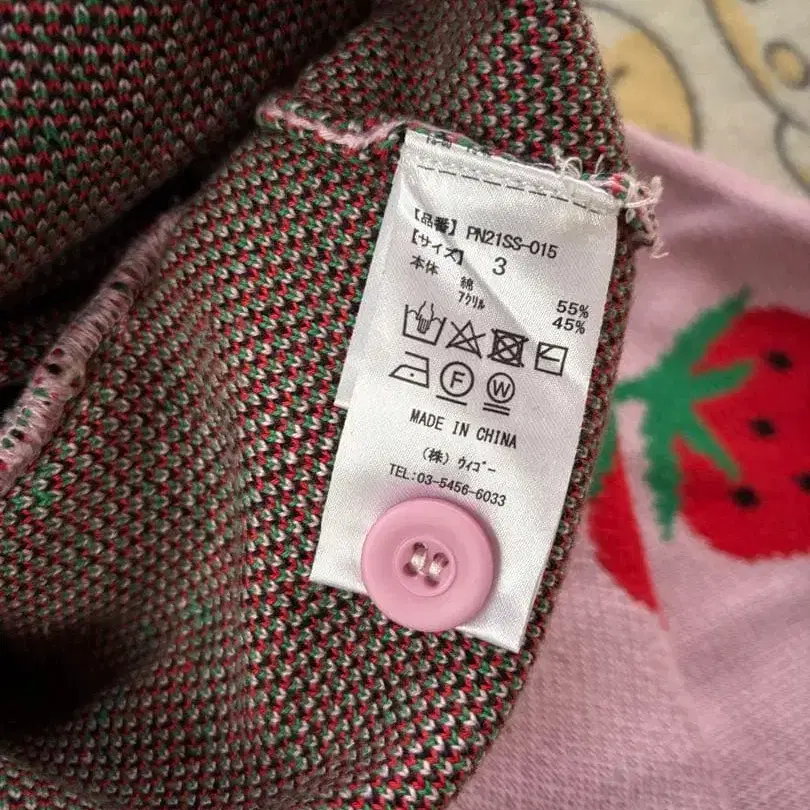 【品番】PN21SS-015
【サイズ】 3
本体 綿 55%
アクリル 45%
F W
MADE IN CHINA
(株) ウィゴー
TEL:03-5456-6033